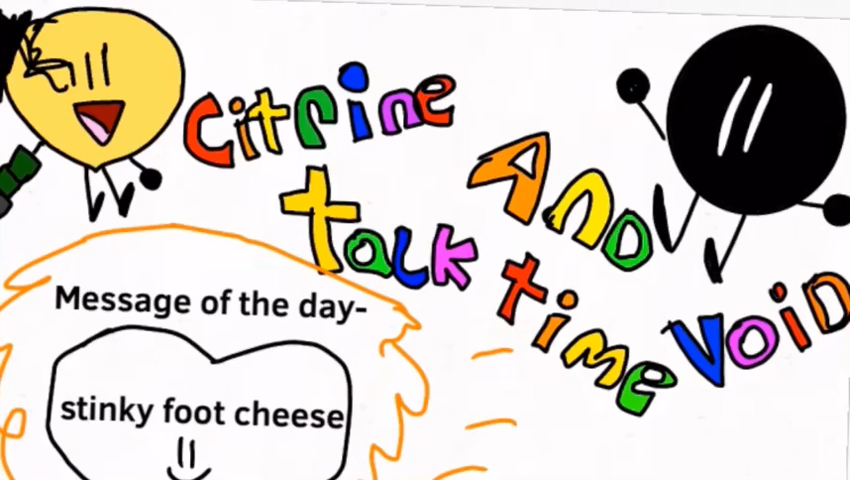 Citrine
talk
And
time void
Message of the day-
stinky foot cheese